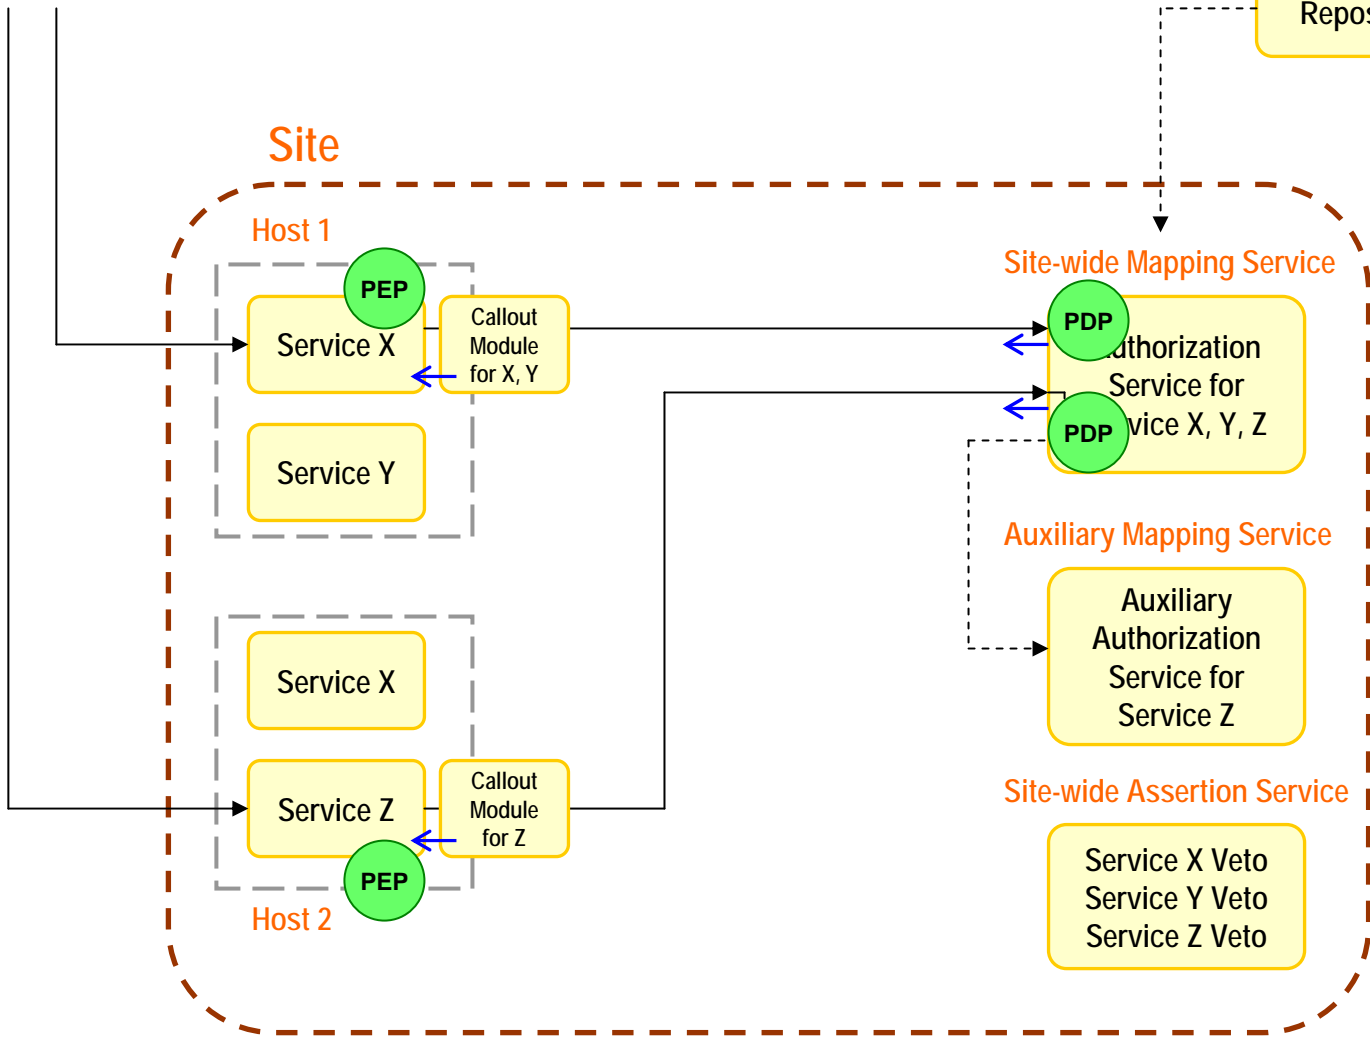 Site
Host 1
PEP
Service X
Callout
Module
for X, Y
Service Y
Service X
Service Z
Callout
Module
for Z
PEP
Host 2
Site-wide Mapping Service
PDP
uthorization
Service for
PDP
vice X, Y, Z
Auxiliary Mapping Service
Auxiliary
Authorization
Service for
Service Z
Site-wide Assertion Service
Service X Veto
Service Y Veto
Service Z Veto